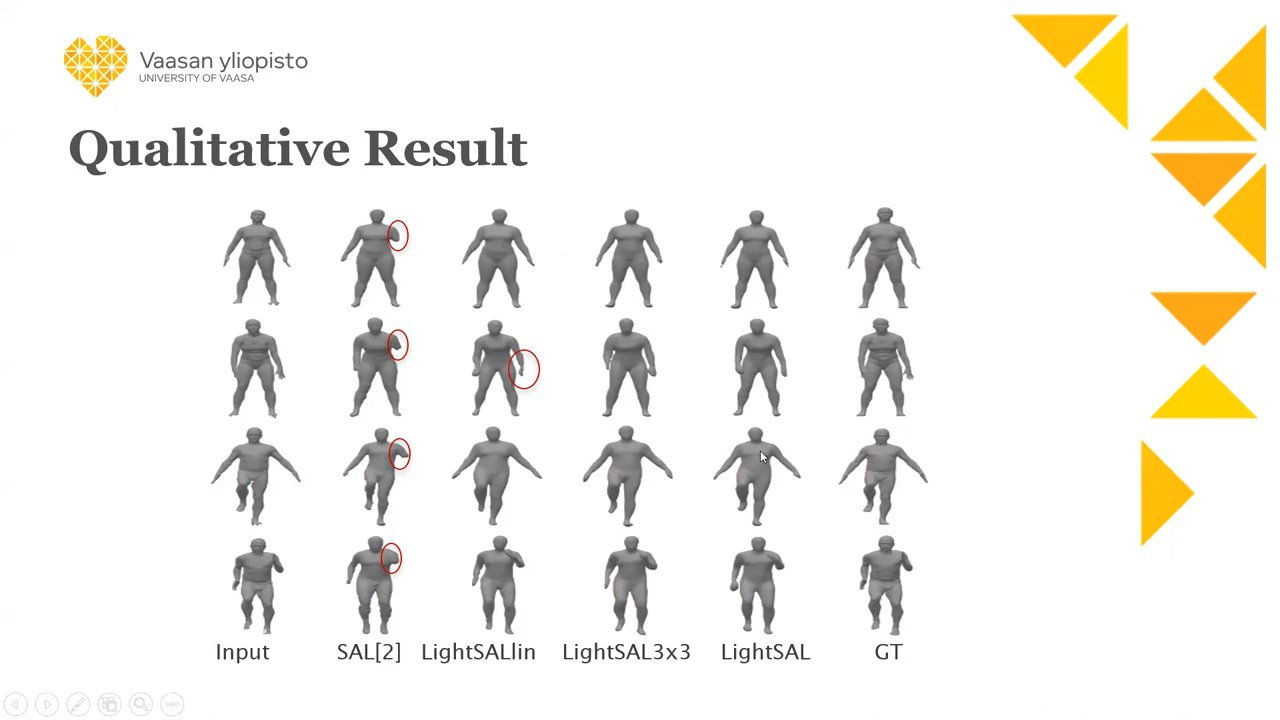 Vaasan yliopisto
UNIVERSITY OF VAASA
Qualitative Result
Input SAL[2] LightSALlin LightSAL3x3 LightSAL GT